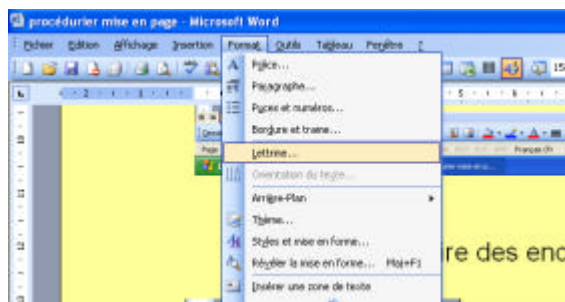 procédurier mise en page - Microsoft Word
Fichier Edition Affichage Insertion Format Outils Tableau Fenêtre ?
Police...
Paragraphe...
Puces et numéros...
Bordure et trame...
Lettrine...
Orientation du texte...
Arrière-Plan
Thème...
Styles et mise en forme...
Révéler la mise en forme... Maj+F1
Insérer une zone de texte
ire des enc